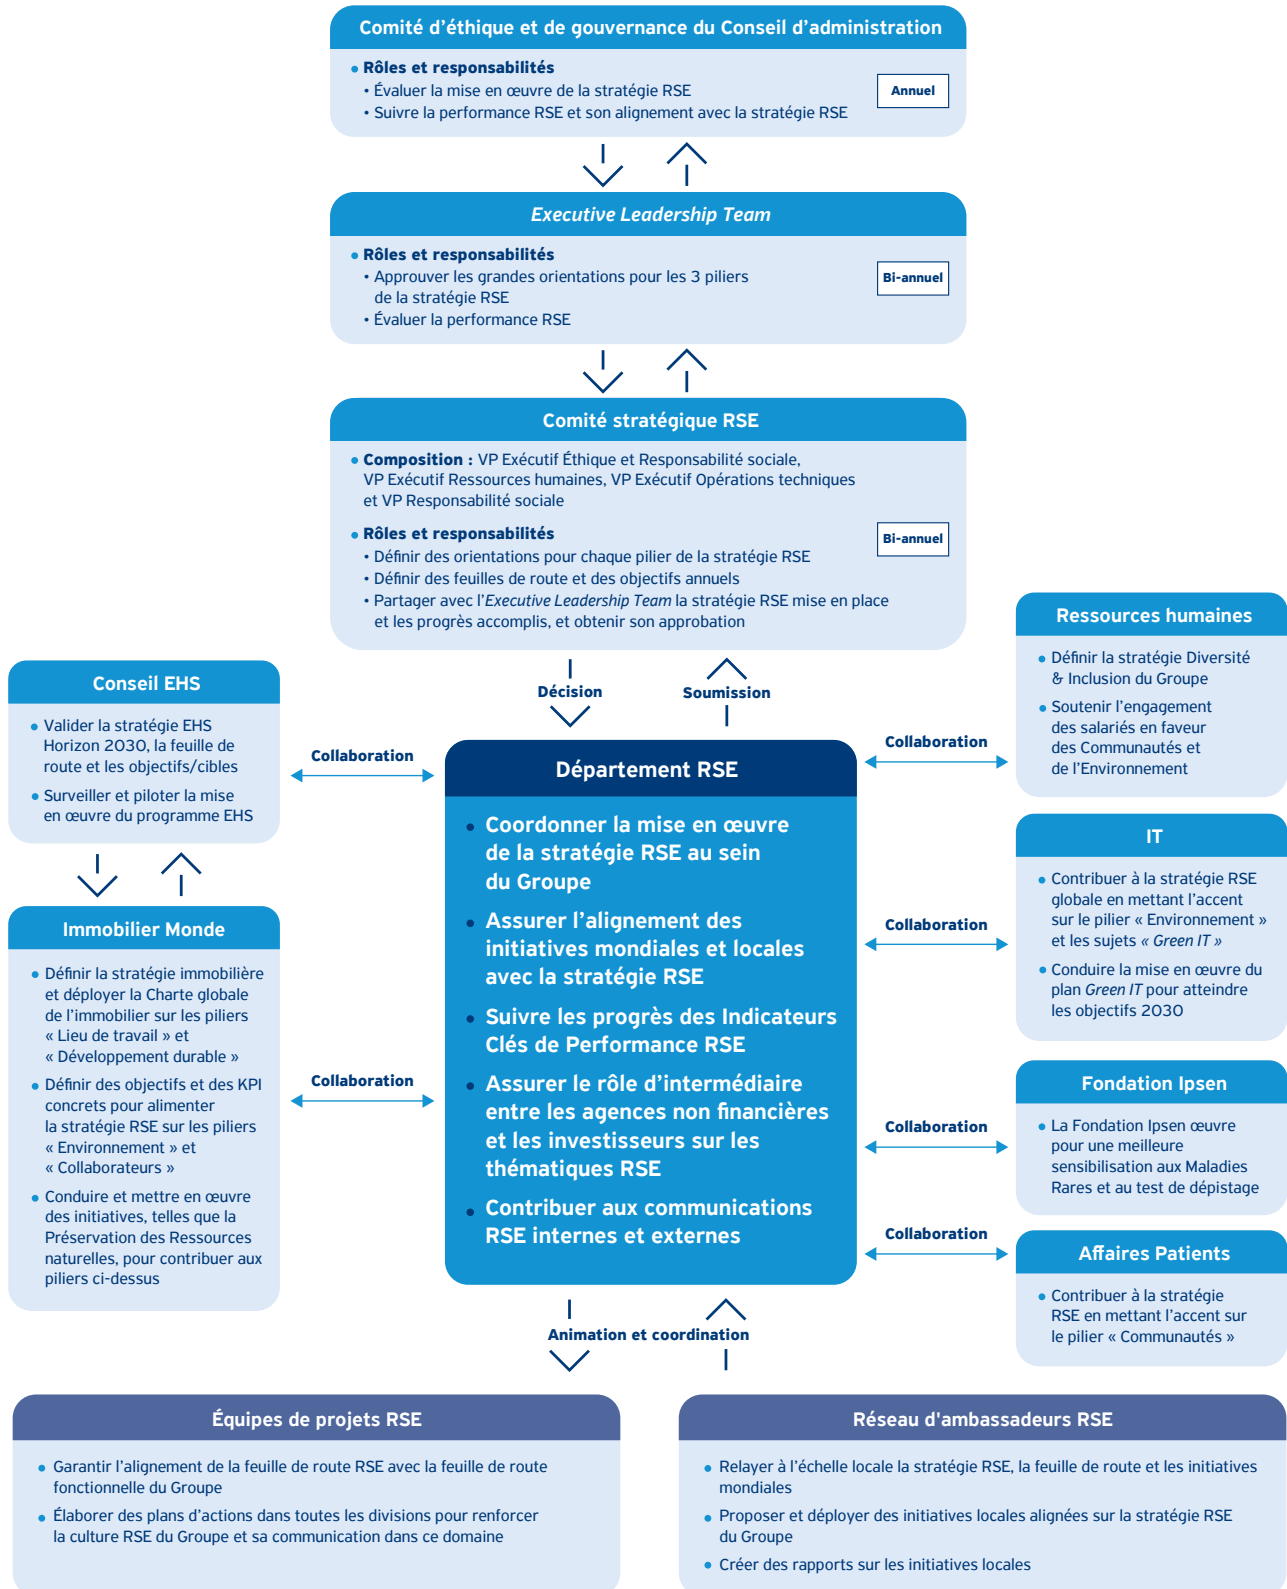 Comité d'éthique et de gouvernance du Conseil d'administration
• Rôles et responsabilités
• Évaluer la mise en œuvre de la stratégie RSE
• Suivre la performance RSE et son alignement avec la stratégie RSE
Annuel
Executive Leadership Team
• Rôles et responsabilités
• Approuver les grandes orientations pour les 3 piliers
de la stratégie RSE
• Évaluer la performance RSE
Bi-annuel
Comité stratégique RSE
• Composition : VP Exécutif Éthique et Responsabilité sociale,
VP Exécutif Ressources humaines, VP Exécutif Opérations techniques
et VP Responsabilité sociale
• Rôles et responsabilités
• Définir des orientations pour chaque pilier de la stratégie RSE
• Définir des feuilles de route et des objectifs annuels
• Partager avec l'Executive Leadership Team la stratégie RSE mise en place
et les progrès accomplis, et obtenir son approbation
Bi-annuel
Décision
Soumission
Conseil EHS
• Valider la stratégie EHS
Horizon 2030, la feuille de
route et les objectifs/cibles
• Surveiller et piloter la mise
en œuvre du programme EHS
Collaboration
Immobilier Monde
• Définir la stratégie immobilière
et déployer la Charte globale
de l'immobilier sur les piliers
« Lieu de travail » et
« Développement durable »
• Définir des objectifs et des KPI
concrets pour alimenter
la stratégie RSE sur les piliers
« Environnement » et
« Collaborateurs »
• Conduire et mettre en œuvre
des initiatives, telles que la
Préservation des Ressources
naturelles, pour contribuer aux
piliers ci-dessus
Collaboration
Département RSE
• Coordonner la mise en œuvre
de la stratégie RSE au sein
du Groupe
• Assurer l'alignement des
initiatives mondiales et locales
avec la stratégie RSE
• Suivre les progrès des Indicateurs
Clés de Performance RSE
• Assurer le rôle d'intermédiaire
entre les agences non financières
et les investisseurs sur les
thématiques RSE
• Contribuer aux communications
RSE internes et externes
Collaboration
Ressources humaines
• Définir la stratégie Diversité
& Inclusion du Groupe
• Soutenir l'engagement
des salariés en faveur
des Communautés et
de l'Environnement
Collaboration
IT
• Contribuer à la stratégie RSE
globale en mettant l'accent
sur le pilier « Environnement »
et les sujets « Green IT »
• Conduire la mise en œuvre du
plan Green IT pour atteindre
les objectifs 2030
Collaboration
Fondation Ipsen
• La Fondation Ipsen œuvre
pour une meilleure
sensibilisation aux Maladies
Rares et au test de dépistage
Collaboration
Affaires Patients
• Contribuer à la stratégie
RSE en mettant l'accent sur
le pilier « Communautés »
Animation et coordination
Équipes de projets RSE
• Garantir l'alignement de la feuille de route RSE avec la feuille de route
fonctionnelle du Groupe
• Élaborer des plans d'actions dans toutes les divisions pour renforcer
la culture RSE du Groupe et sa communication dans ce domaine
Réseau d'ambassadeurs RSE
• Relayer à l'échelle locale la stratégie RSE, la feuille de route et les initiatives
mondiales
• Proposer et déployer des initiatives locales alignées sur la stratégie RSE
du Groupe
• Créer des rapports sur les initiatives locales